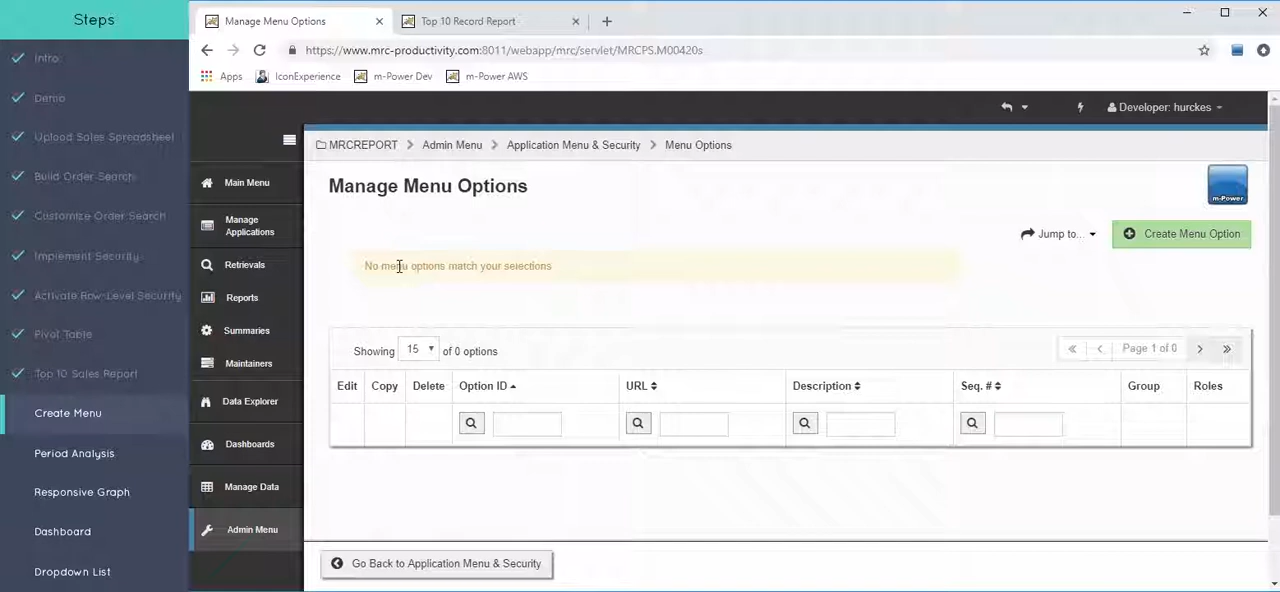 Steps
Intro
Demo
Upload Sales Spreadsheet
Build Order Search
Customize Order Search
Implement Security
Activate Row-Level Security
Pivot Table
Top 10 Sales Report
Create Menu
Period Analysis
Responsive Graph
Dashboard
Dropdown List
Manage Menu Options
Top 10 Record Report
https://www.mrc-productivity.com:8011/webapp/mrc/servlet/MRCPS.M00420s
Apps IconExperience m-Power Dev m-Power AWS
Developer: hurckes
Main Menu
Manage
Applications
Retrievals
Reports
Summaries
Maintainers
Data Explorer
Dashboards
Manage Data
Admin Menu
MRCREPORT > Admin Menu > Application Menu & Security > Menu Options
Manage Menu Options
m-Power
Jump to...
Create Menu Option
No menu options match your selections
Showing 15 of 0 options
Page 1 of 0
Edit Copy Delete Option ID URL Description Seq. # Group Roles
Go Back to Application Menu & Security